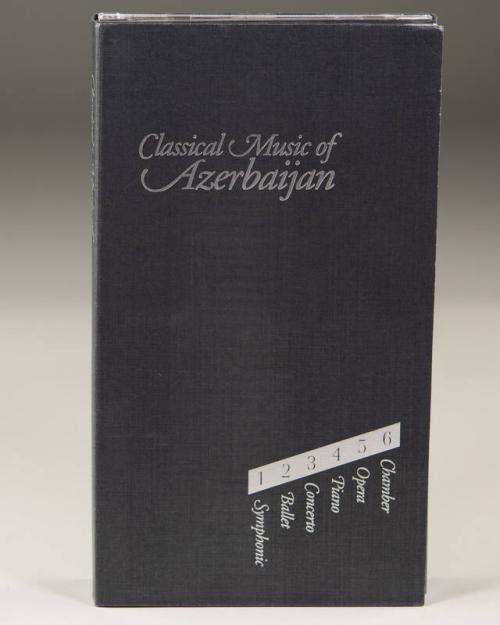 Classical Music of
Azerbaijan
1 2 3 4 5 6
Symphonic
Ballet
Concerto
Piano
Opera
Chamber